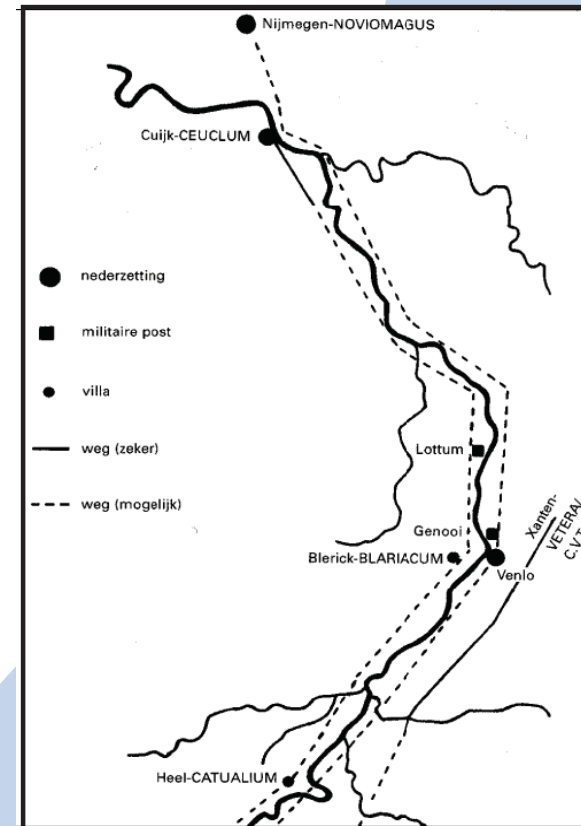 Nijmegen-NOVIOMAGUS
Cuijk-CEUCLUM
nederzetting
militaire post
villa
weg (zeker)
weg (mogelijk)
Lottum
Genooi
Blerick-BLARIACUM
Venlo
Xanten-
VETERA/
C.V.T
Heel-CATUALIUM